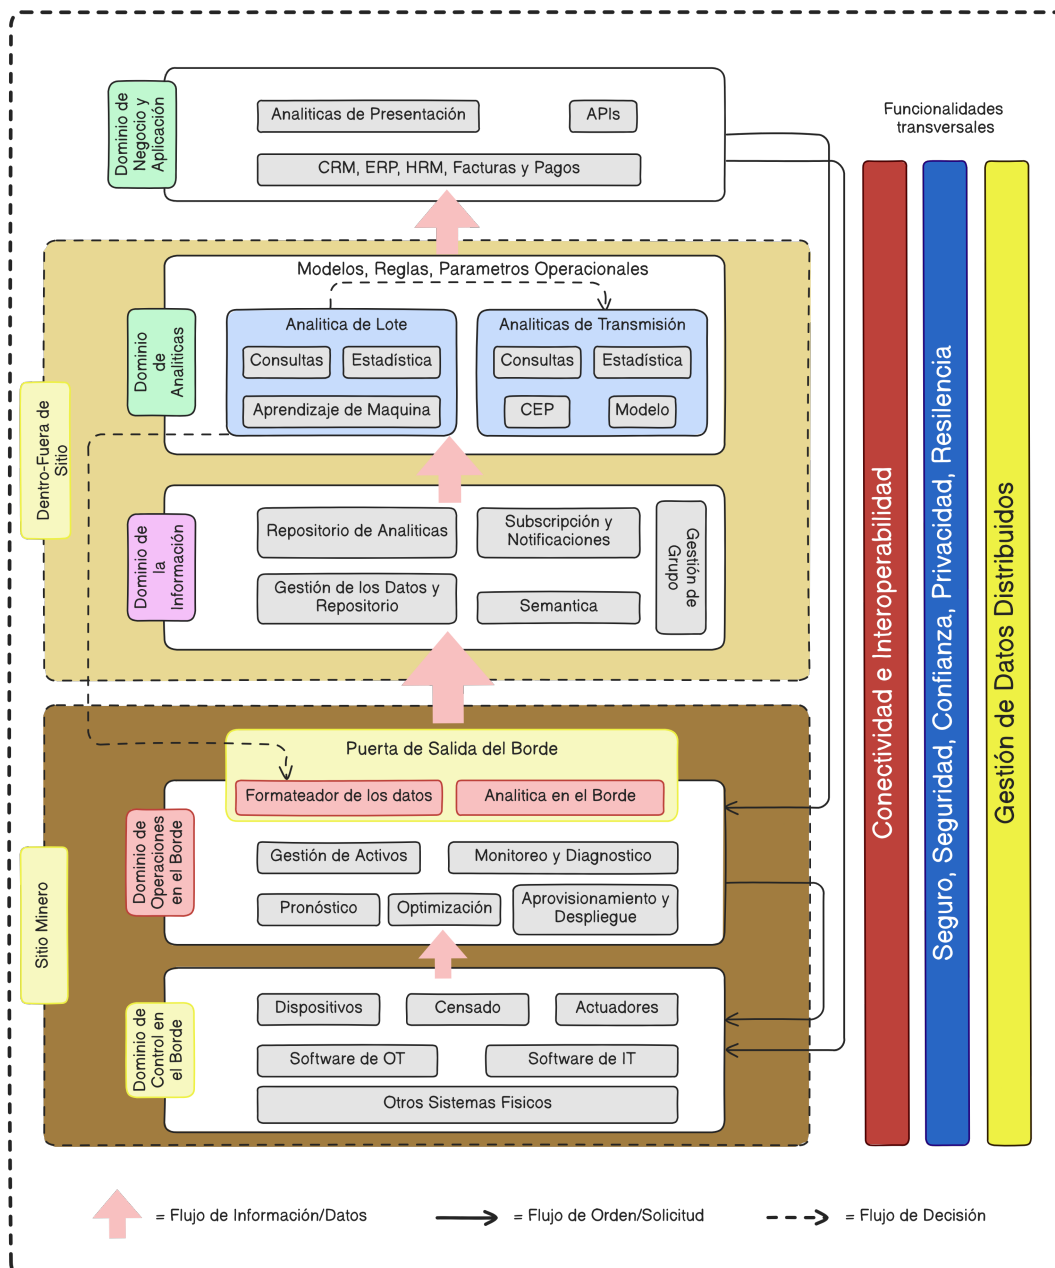 Dominio de
Negocio y
Aplicación
Analiticas de Presentación
APIs
CRM, ERP, HRM, Facturas y Pagos
Funcionalidades
transversales
Dentro-Fuera de
Sitio
Dominio
de
Analiticas
Modelos, Reglas, Parametros Operacionales
Analitica de Lote
Consultas
Estadística
Aprendizaje de Maquina
Analiticas de Transmisión
Consultas
Estadística
CEP
Modelo
Dominio de
la
Información
Repositorio de Analiticas
Subscripción y
Notificaciones
Gestión de los Datos y
Repositorio
Semantica
Gestión de
Grupo
Sitio Minero
Puerta de Salida del Borde
Formateador de los datos
Analitica en el Borde
Dominio de
Operaciones
en el Borde
Gestión de Activos
Monitoreo y Diagnostico
Pronóstico
Optimización
Aprovisionamiento y
Despliegue
Dominio de
Control en
el Borde
Dispositivos
Censado
Actuadores
Software de OT
Software de IT
Otros Sistemas Fisicos
Conectividad e Interoperabilidad
Seguro, Seguridad, Confianza, Privacidad, Resilencia
Gestión de Datos Distribuidos
= Flujo de Información/Datos
= Flujo de Orden/Solicitud
= Flujo de Decisión